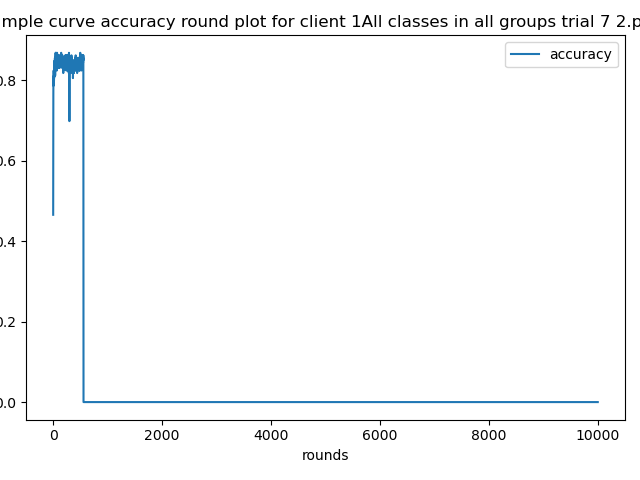 mple curve accuracy round plot for client 1All classes in all groups trial 7 2.p
accuracy
0.8
0.6
0.4
0.2
0.0
0 2000 4000 6000 8000 10000
rounds